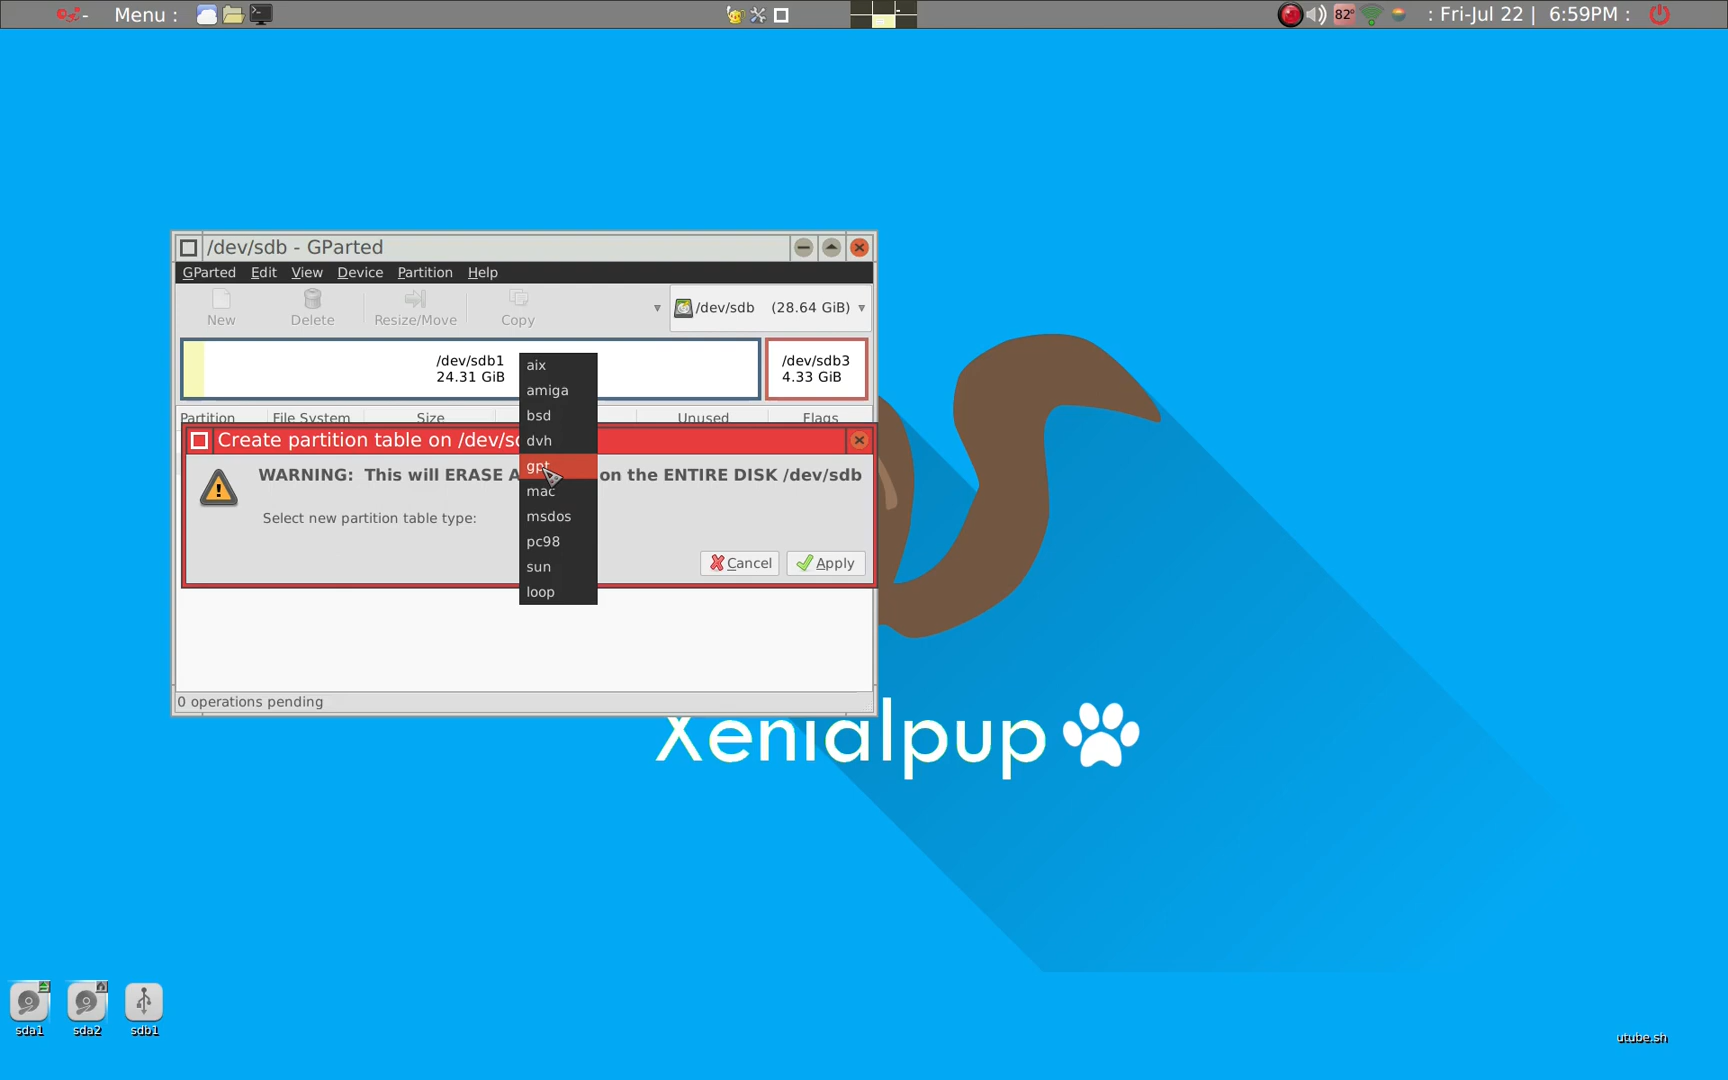 Menu :
82°
: Fri-Jul 22 | 6:59PM :
/dev/sdb - GParted
GParted Edit View Device Partition Help
New Delete Resize/Move Copy
/dev/sdb (28.64 GiB)
/dev/sdb1
24.31 GiB
/dev/sdb3
4.33 GiB
Partition File System Size Unused Flags
Create partition table on /dev/
WARNING: This will ERASE on the ENTIRE DISK /dev/sdb
Select new partition table type:
aix
amiga
bsd
dvh
gpt
mac
msdos
pc98
sun
loop
Cancel Apply
0 operations pending
Xenialpup
sda1 sda2 sdb1
utube.sh